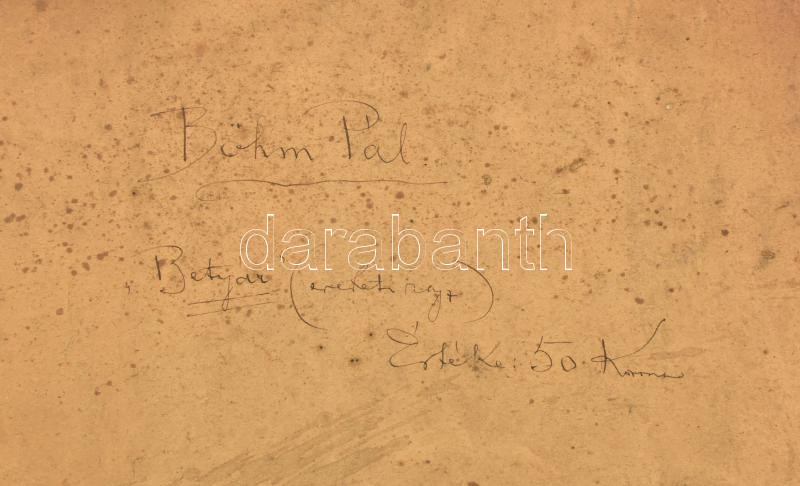 Böhm Pál.
darabanth
Betyár (eredeti rajz)
Értéke: 50 Korona